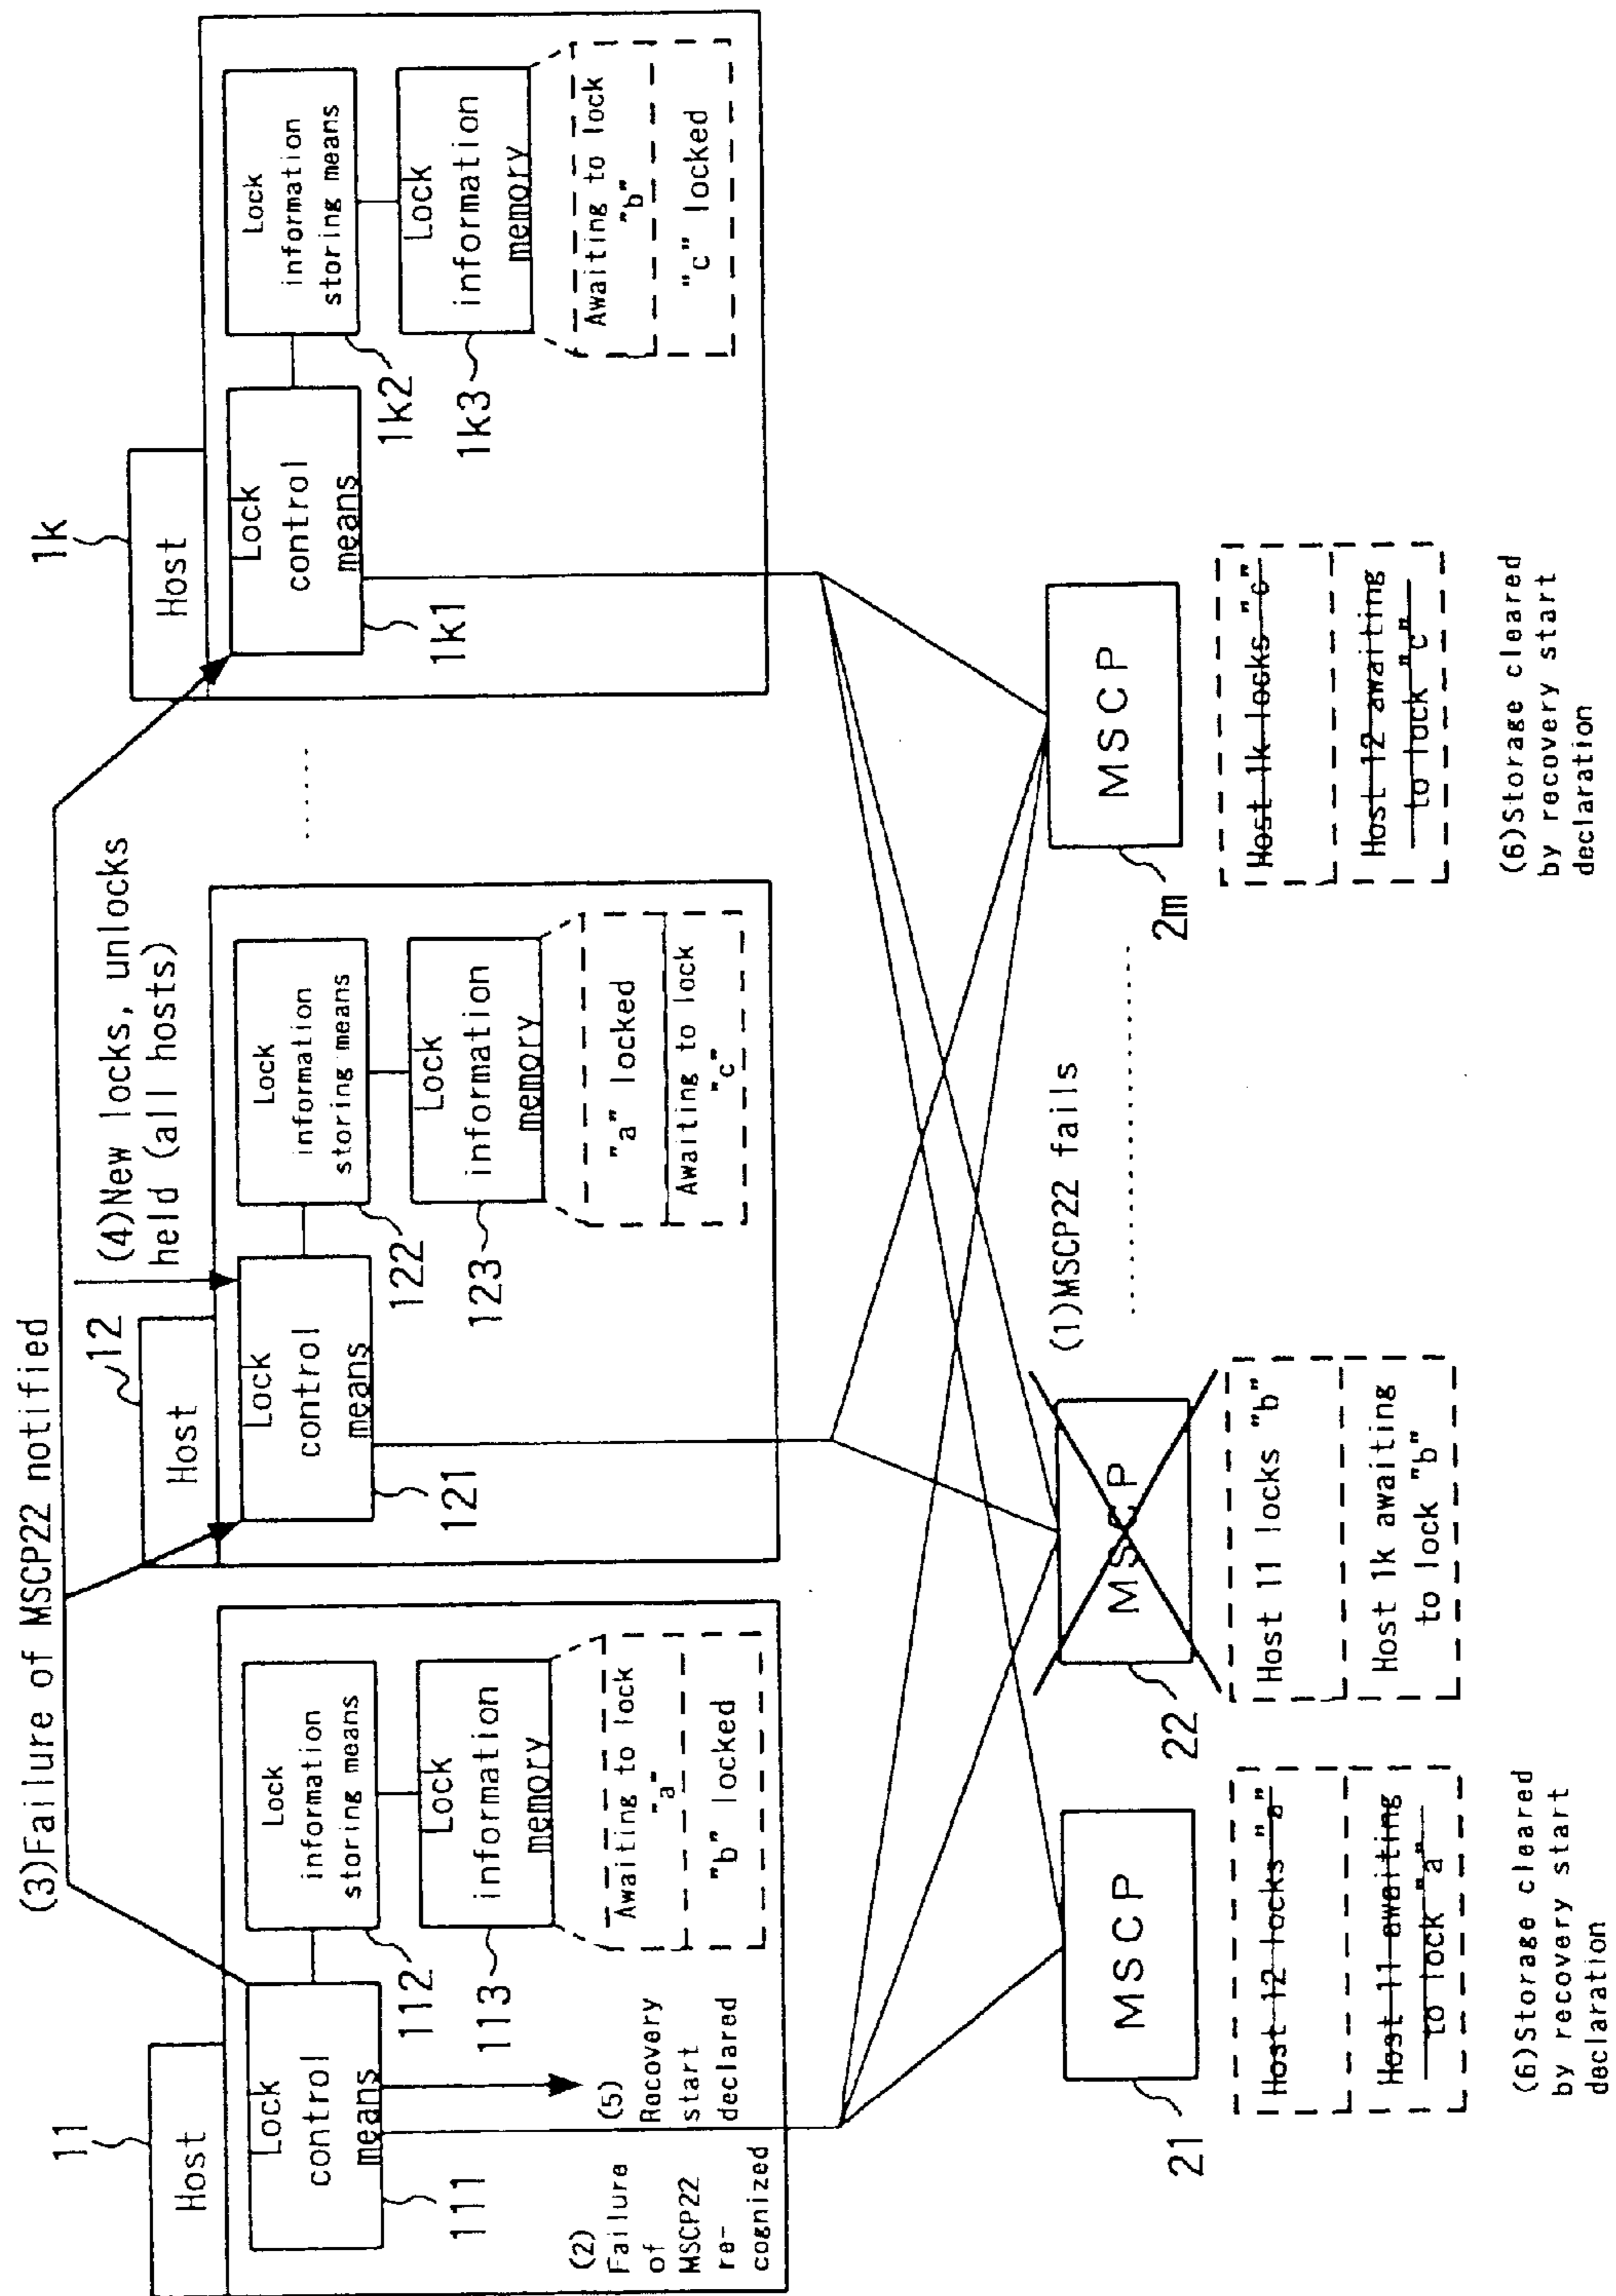 (3)Failure of MSCP22 notified
11
Host
Lock
control
means
111
Lock
information
storing means
112
Lock
information
memory
113
Awaiting to lock
"a"
"b" locked
(2)
Failure
of
MSCP22
re-
cognized
(5)
Recovery
start
declared
12
Host
(4)New locks, unlocks
held (all hosts)
Lock
control
means
121
Lock
information
storing means
122
Lock
information
memory
123
"a" locked
Awaiting to lock
"c"
......
1k
Host
Lock
control
means
1k1
Lock
information
storing means
1k2
Lock
information
memory
1k3
Awaiting to lock
"b"
"c" locked
MSCP
21
Host 12 locks "a"
Host 11 awaiting
to lock "a"
(6)Storage cleared
by recovery start
declaration
(1)MSCP22 fails
MSCP
22
Host 11 locks "b"
Host 1k awaiting
to lock "b"
MSCP
2m
Host 1k locks "c"
Host 12 awaiting
to lock "c"
(6)Storage cleared
by recovery start
declaration